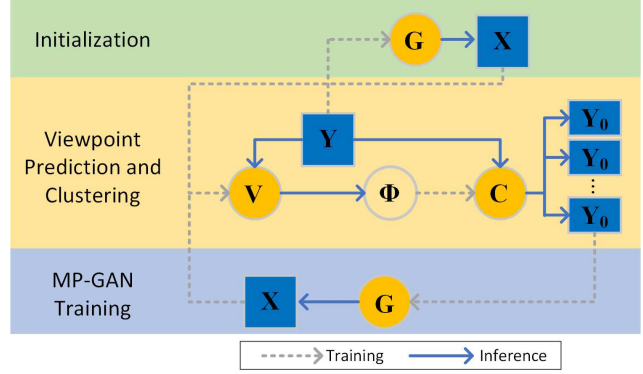 Initialization
G
X
Viewpoint
Prediction and
Clustering
Y
V
Φ
C
Y₀
Y₀
⋮
Y₀
MP-GAN
Training
X
G
Training
Inference